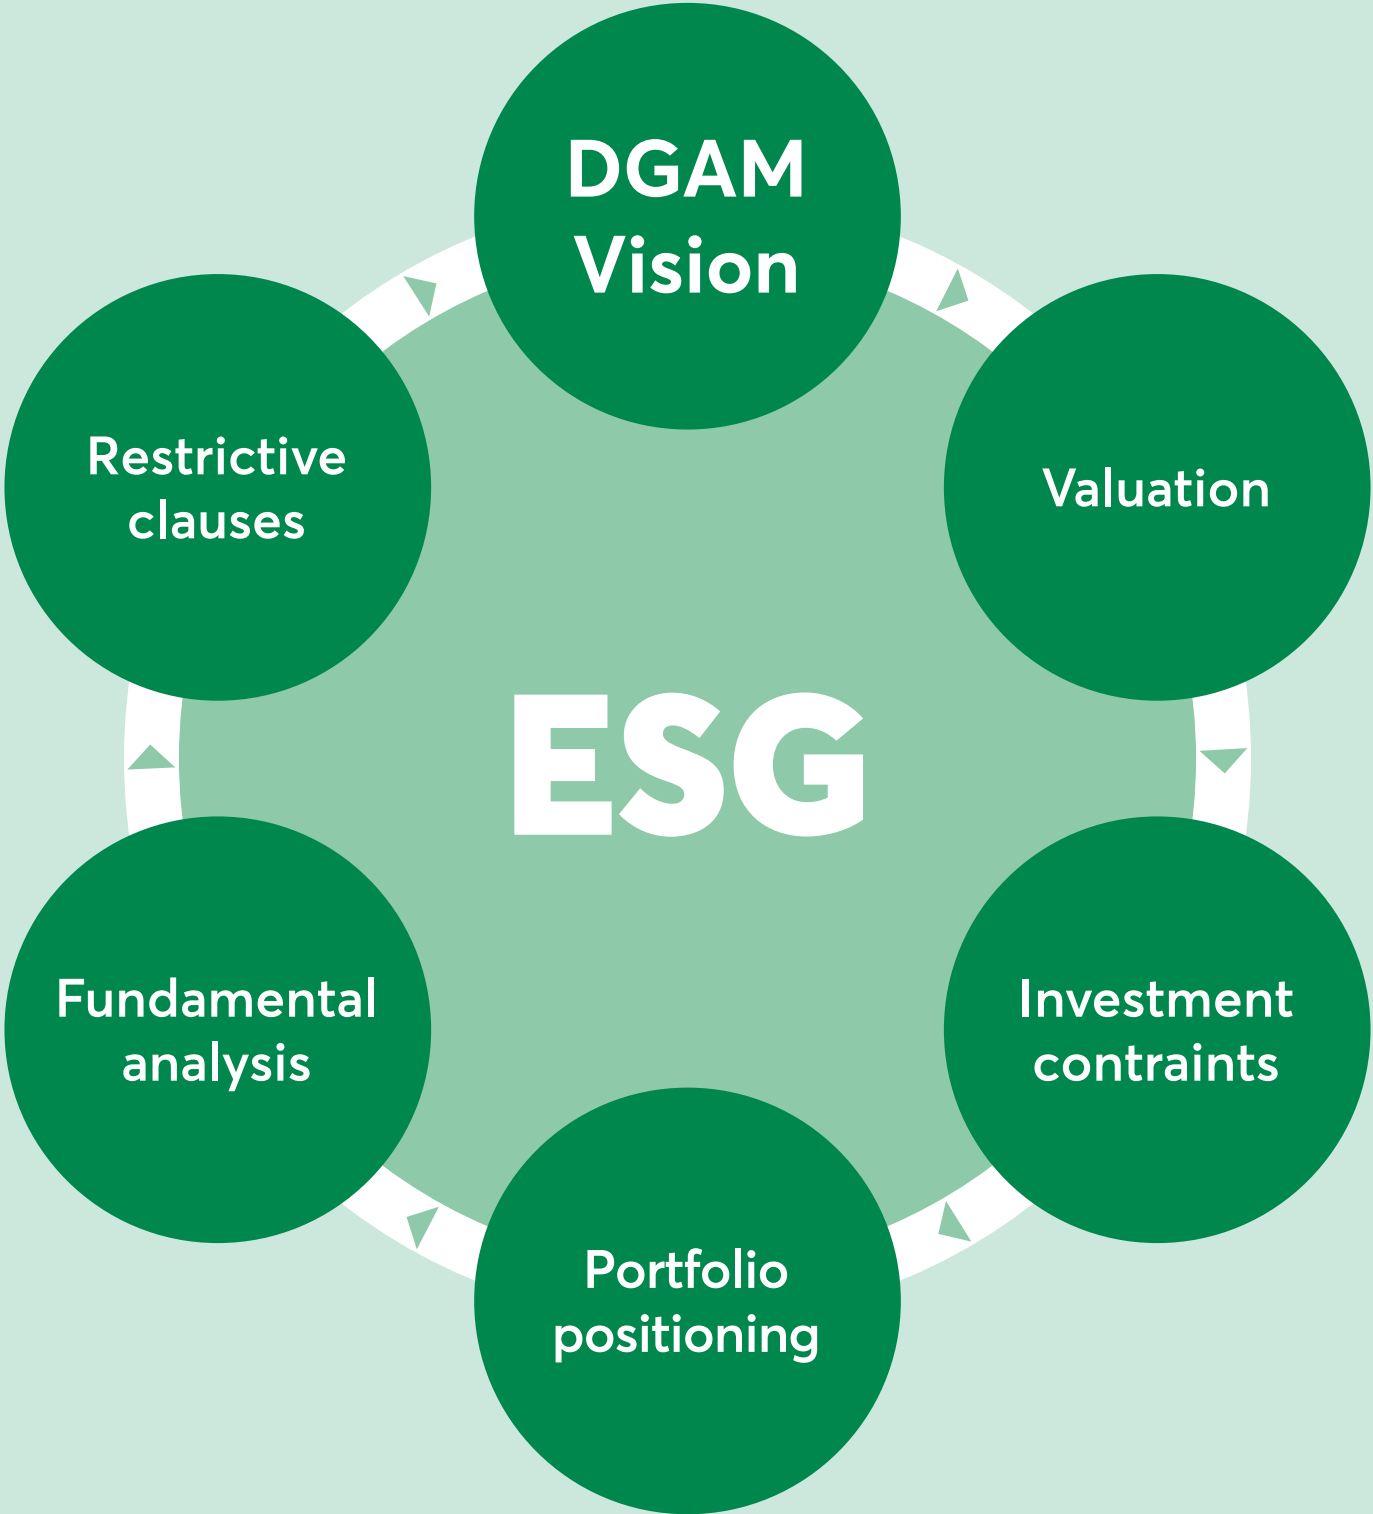 DGAM
Vision
Restrictive
clauses
Valuation
ESG
Fundamental
analysis
Investment
contraints
Portfolio
positioning